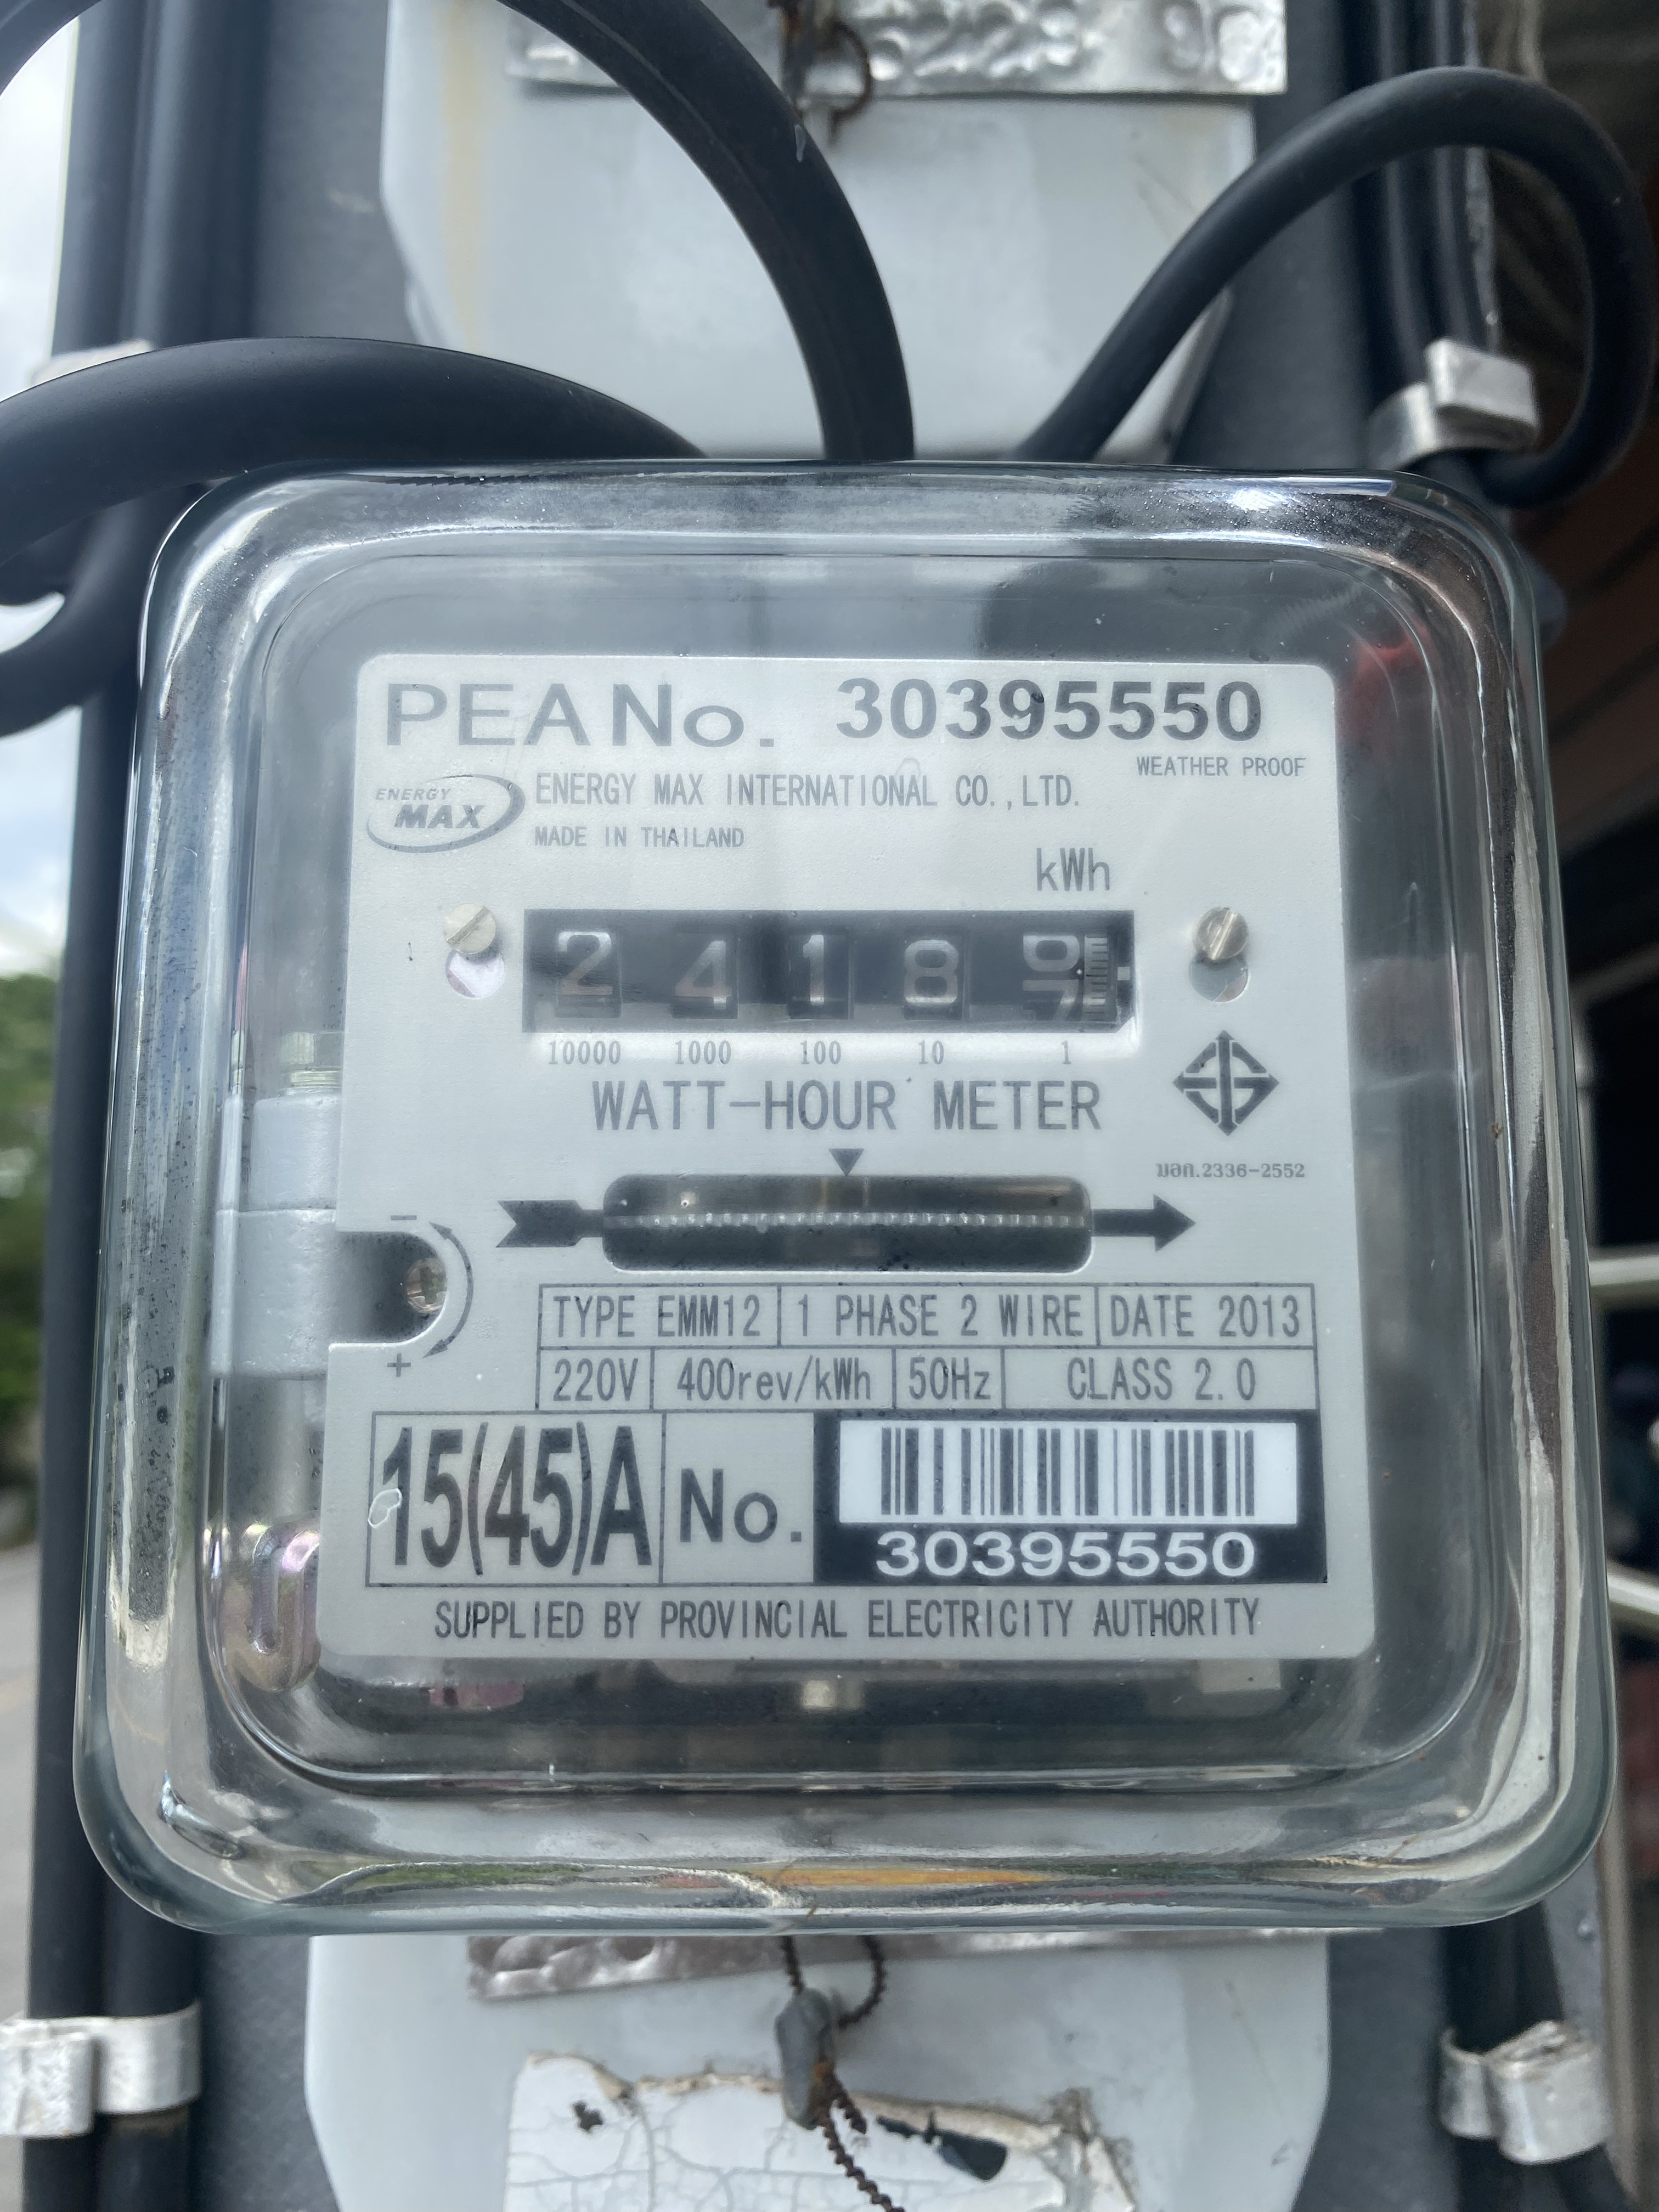 PEA No. 30395550
WEATHER PROOF
ENERGY MAX
ENERGY MAX INTERNATIONAL CO.,LTD.
MADE IN THAILAND
kWh
2 4 1 8 6
10000 1000 100 10 1
WATT-HOUR METER
มอก.2336-2552
−
+
TYPE EMM12 1 PHASE 2 WIRE DATE 2013
220V 400rev/kWh 50Hz CLASS 2.0
15(45)A No. 30395550
SUPPLIED BY PROVINCIAL ELECTRICITY AUTHORITY